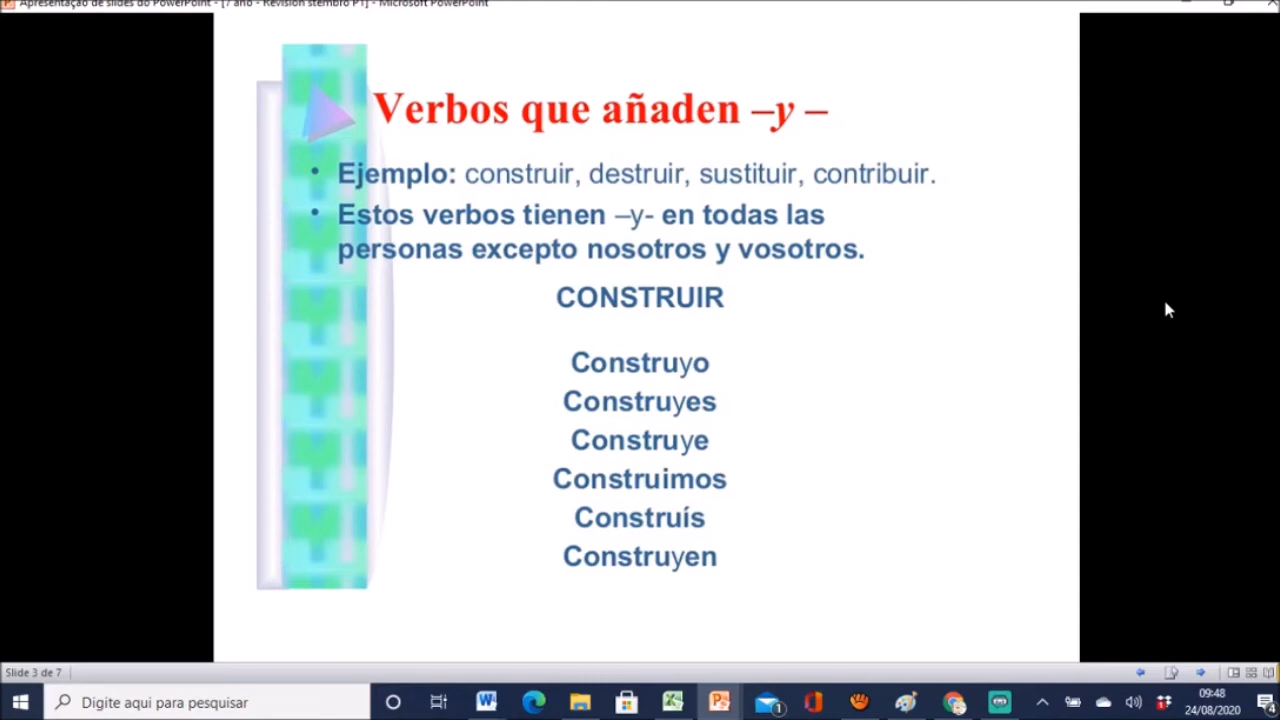 Apresentação de slides do PowerPoint - [7 ano - Revisión stembro P1] - Microsoft PowerPoint
Verbos que añaden –y –
• Ejemplo: construir, destruir, sustituir, contribuir.
• Estos verbos tienen –y- en todas las
personas excepto nosotros y vosotros.
CONSTRUIR
Construyo
Construyes
Construye
Construimos
Construís
Construyen
Slide 3 de 7
Digite aqui para pesquisar
1
09:48
24/08/2020
4